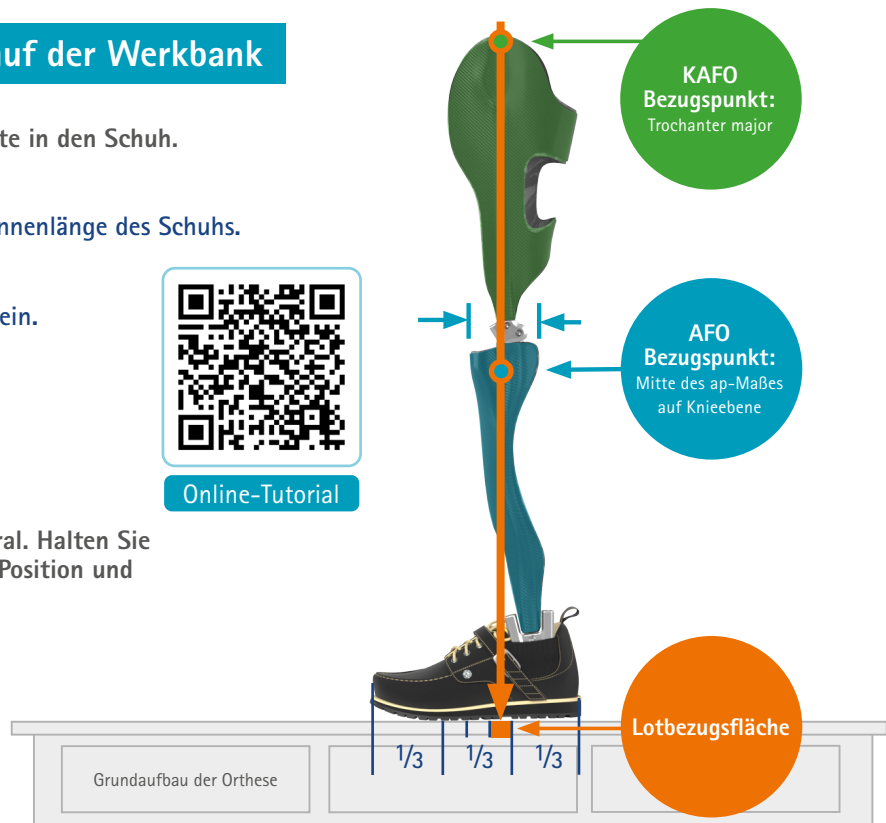 auf der Werkbank
KAFO
Bezugspunkt:
Trochanter major
te in den Schuh.
nnenlänge des Schuhs.
ein.
AFO
Bezugspunkt:
Mitte des ap-Maßes
auf Knieebene
Online-Tutorial
ral. Halten Sie
Position und
Lotbezugsfläche
1/3
1/3
1/3
Grundaufbau der Orthese